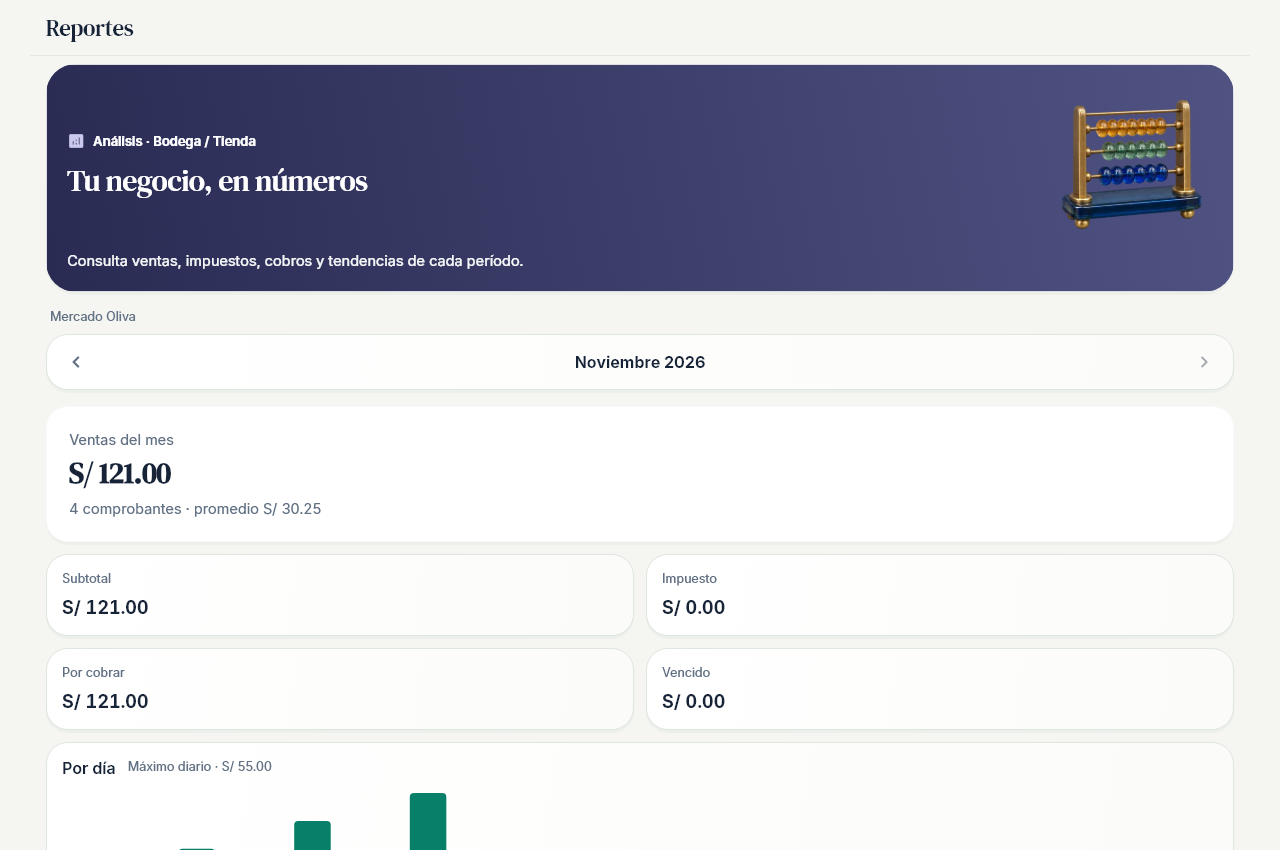 Reportes
Análisis · Bodega / Tienda
Tu negocio, en números
Consulta ventas, impuestos, cobros y tendencias de cada período.
Mercado Oliva
Noviembre 2026
Ventas del mes
S/ 121.00
4 comprobantes · promedio S/ 30.25
Subtotal
S/ 121.00
Impuesto
S/ 0.00
Por cobrar
S/ 121.00
Vencido
S/ 0.00
Por día
Máximo diario · S/ 55.00